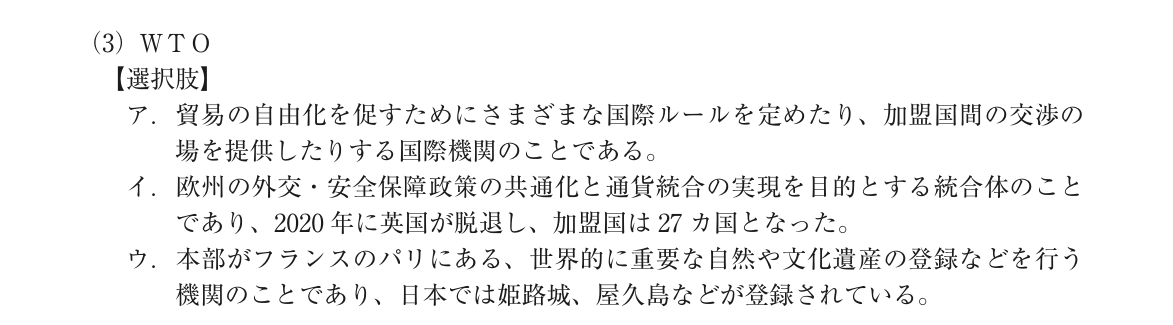 (3) ＷＴＯ
【選択肢】
ア．貿易の自由化を促すためにさまざまな国際ルールを定めたり、加盟国間の交渉の
場を提供したりする国際機関のことである。
イ．欧州の外交・安全保障政策の共通化と通貨統合の実現を目的とする統合体のこと
であり、2020 年に英国が脱退し、加盟国は 27 カ国となった。
ウ．本部がフランスのパリにある、世界的に重要な自然や文化遺産の登録などを行う
機関のことであり、日本では姫路城、屋久島などが登録されている。